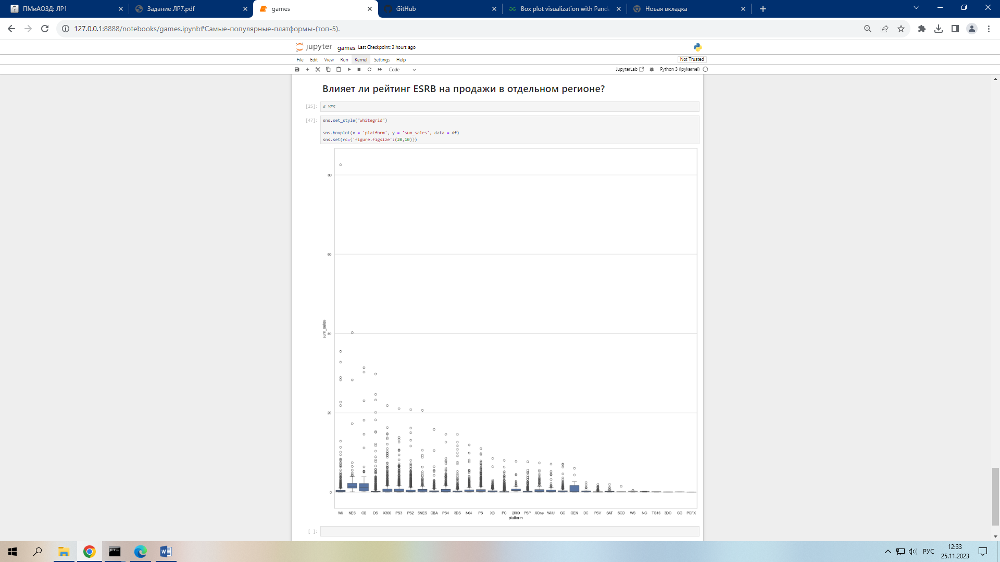 ПМиАОЗД: ЛР1
Задание ЛР7.pdf
games
GitHub
Box plot visualization with Panda
Новая вкладка
127.0.0.1:8888/notebooks/games.ipynb#Самые-популярные-платформы-(топ-5).
jupyter games Last Checkpoint: 3 hours ago
File Edit View Run Kernel Settings Help
Not Trusted
Code
JupyterLab
Python 3 (ipykernel)
Влияет ли рейтинг ESRB на продажи в отдельном регионе?
[25]: # YES
[47]: sns.set_style("whitegrid")
sns.boxplot(x = 'platform', y = 'sum_sales', data = df)
sns.set(rc={'figure.figsize':(20,10)})
80
60
40
20
0
sum_sales
Wii NES GB DS X360 PS3 PS2 SNES GBA PS4 3DS N64 PS XB PC 2600 PSP XOne WiiU GC GEN DC PSV SAT SCD WS NG TG16 3DO GG PCFX
platform
[ ]:
РУС
12:33
25.11.2023